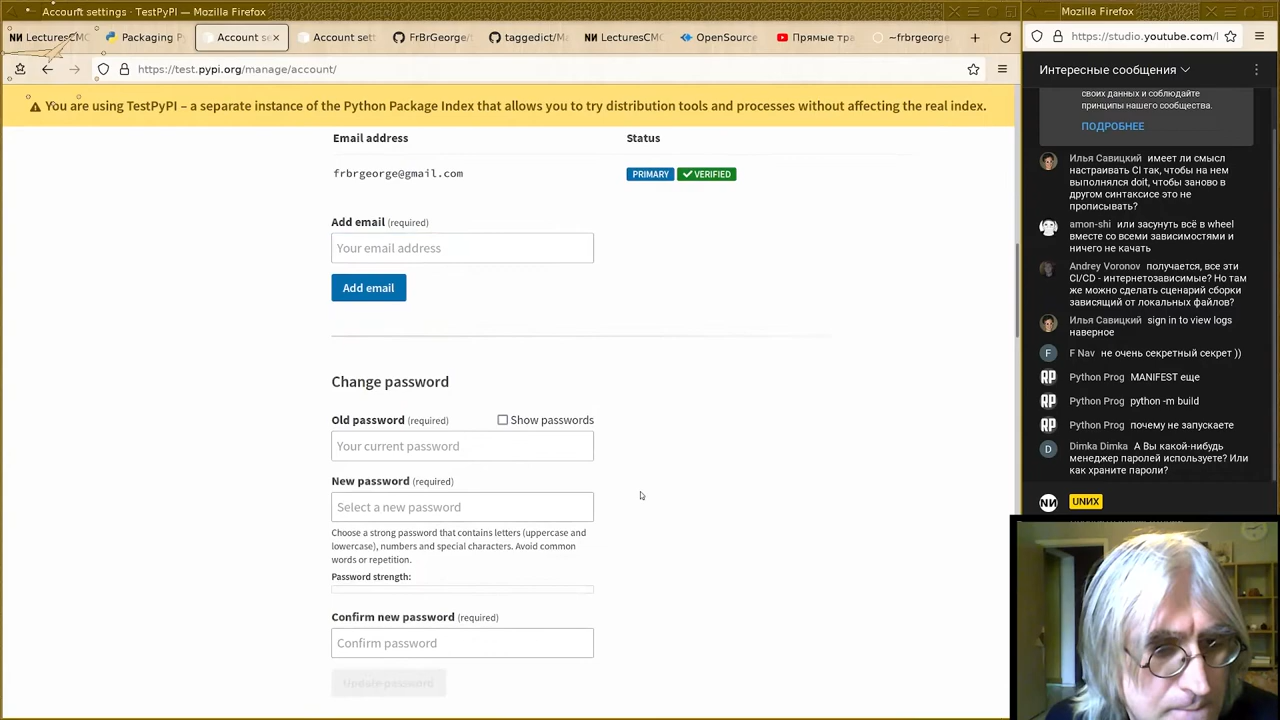 Account settings · TestPyPI — Mozilla Firefox
Mozilla Firefox
LecturesCMC
Packaging Py
Account se
Account sett
FrBrGeorge/
taggedict/Ma
LecturesCMC
OpenSource
Прямые тра
~frbrgeorge.
https://test.pypi.org/manage/account/
https://studio.youtube.com/l
You are using TestPyPI – a separate instance of the Python Package Index that allows you to try distribution tools and processes without affecting the real index.
Email address
Status
frbrgeorge@gmail.com
PRIMARY
VERIFIED
Add email (required)
Your email address
Add email
Change password
Old password (required)
Show passwords
Your current password
New password (required)
Select a new password
Choose a strong password that contains letters (uppercase and
lowercase), numbers and special characters. Avoid common
words or repetition.
Password strength:
Confirm new password (required)
Confirm password
Update password
Интересные сообщения
своих данных и соблюдайте
принципы нашего сообщества.
ПОДРОБНЕЕ
Илья Савицкий имеет ли смысл
настраивать CI так, чтобы на нем
выполнялся doit, чтобы заново в
другом синтаксисе это не
прописывать?
amon-shi или засунуть всё в wheel
вместе со всеми зависимостями и
ничего не качать
Andrey Voronov получается, все эти
CI/CD - интернетозависимые? Но там
же можно сделать сценарий сборки
зависящий от локальных файлов?
Илья Савицкий sign in to view logs
наверное
F
F Nav не очень секретный секрет ))
Python Prog MANIFEST еще
Python Prog python -m build
Python Prog почему не запускаете
D
Dimka Dimka А Вы какой-нибудь
менеджер паролей используете? Или
как храните пароли?
UNИX